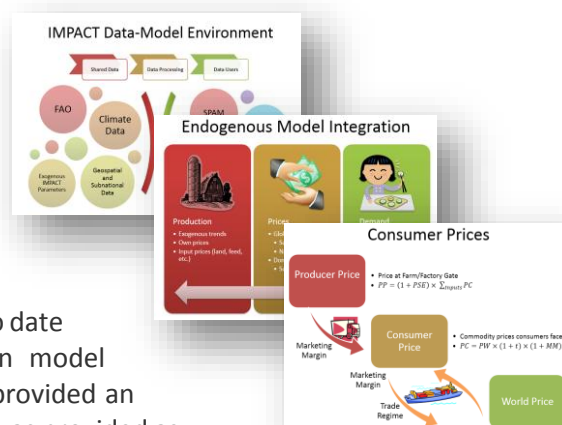 IMPACT Data-Model Environment
Shared Data
Data Processing
Data Users
FAO
Climate
Data
SPAM
Exogenous
IMPACT
Parameters
Geospatial
and
Subnational
Data
Endogenous Model Integration
Production
• Exogenous trends
• Own prices
• Input prices (land, feed,
etc.)
Prices
Demand
Consumer Prices
Producer Price
• Price at Farm/Factory Gate
• PP = (1 + PSE) × ∑inputs PC
Marketing
Margin
Consumer
Price
• Commodity prices consumers face
• PC = PW × (1 + t) × (1 + MM)
Marketing
Margin
Trade
Regime
World Price
date
model
provided an
provided as